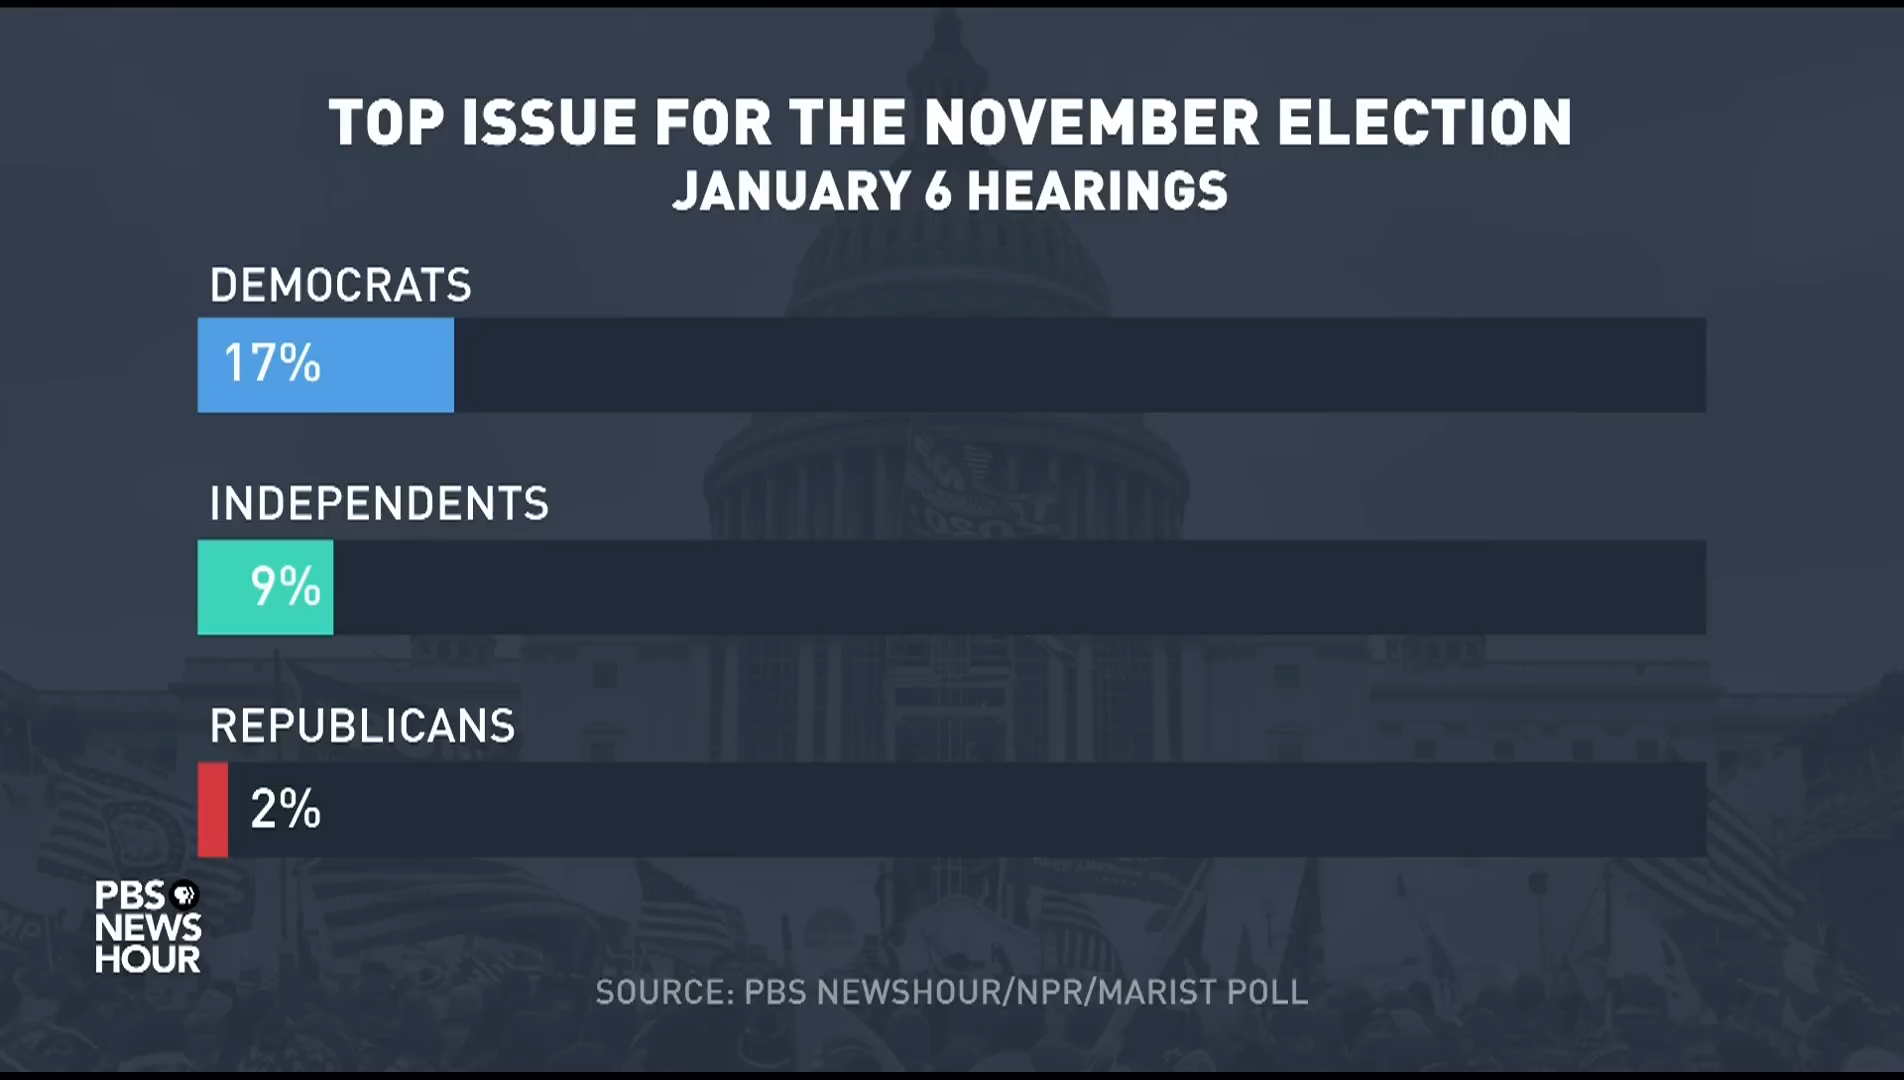 TOP ISSUE FOR THE NOVEMBER ELECTION
JANUARY 6 HEARINGS
DEMOCRATS
17%
INDEPENDENTS
9%
REPUBLICANS
2%
PBS
NEWS
HOUR
SOURCE: PBS NEWSHOUR/NPR/MARIST POLL